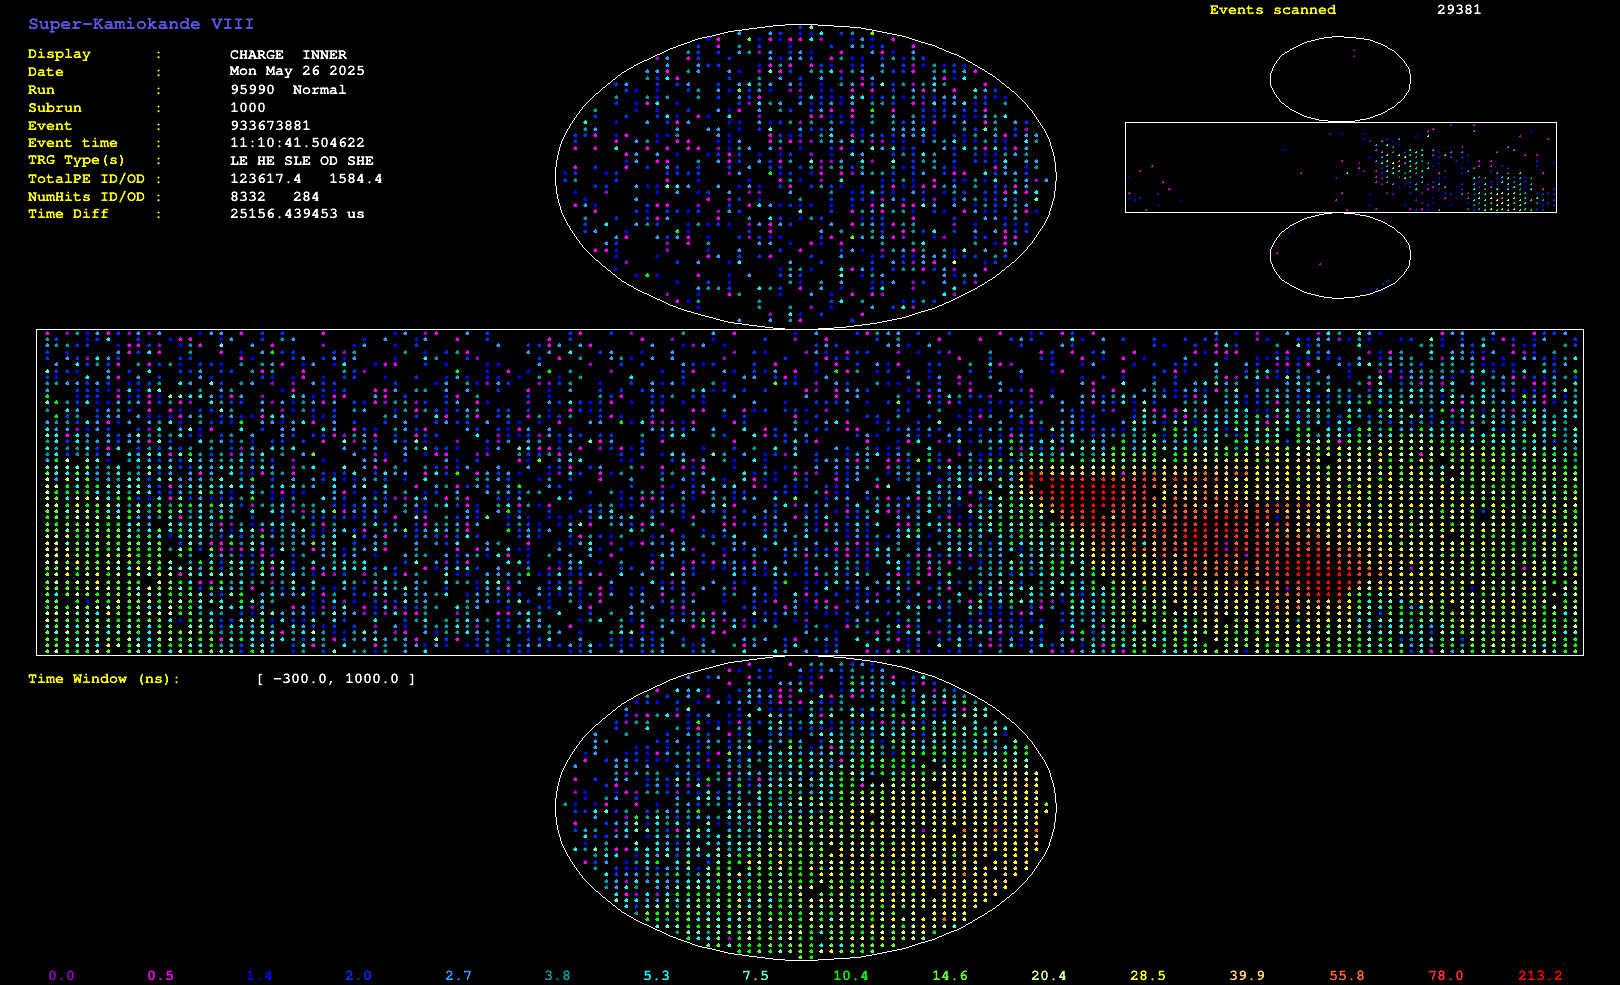 Super-Kamiokande VIII
Events scanned 29381
Display : CHARGE INNER
Date : Mon May 26 2025
Run : 95990 Normal
Subrun : 1000
Event : 933673881
Event time : 11:10:41.504622
TRG Type(s) : LE HE SLE OD SHE
TotalPE ID/OD : 123617.4 1584.4
NumHits ID/OD : 8332 284
Time Diff : 25156.439453 us
Time Window (ns): [ -300.0, 1000.0 ]
0.0 0.5 1.4 2.0 2.7 3.8 5.3 7.5 10.4 14.6 20.4 28.5 39.9 55.8 78.0 213.2